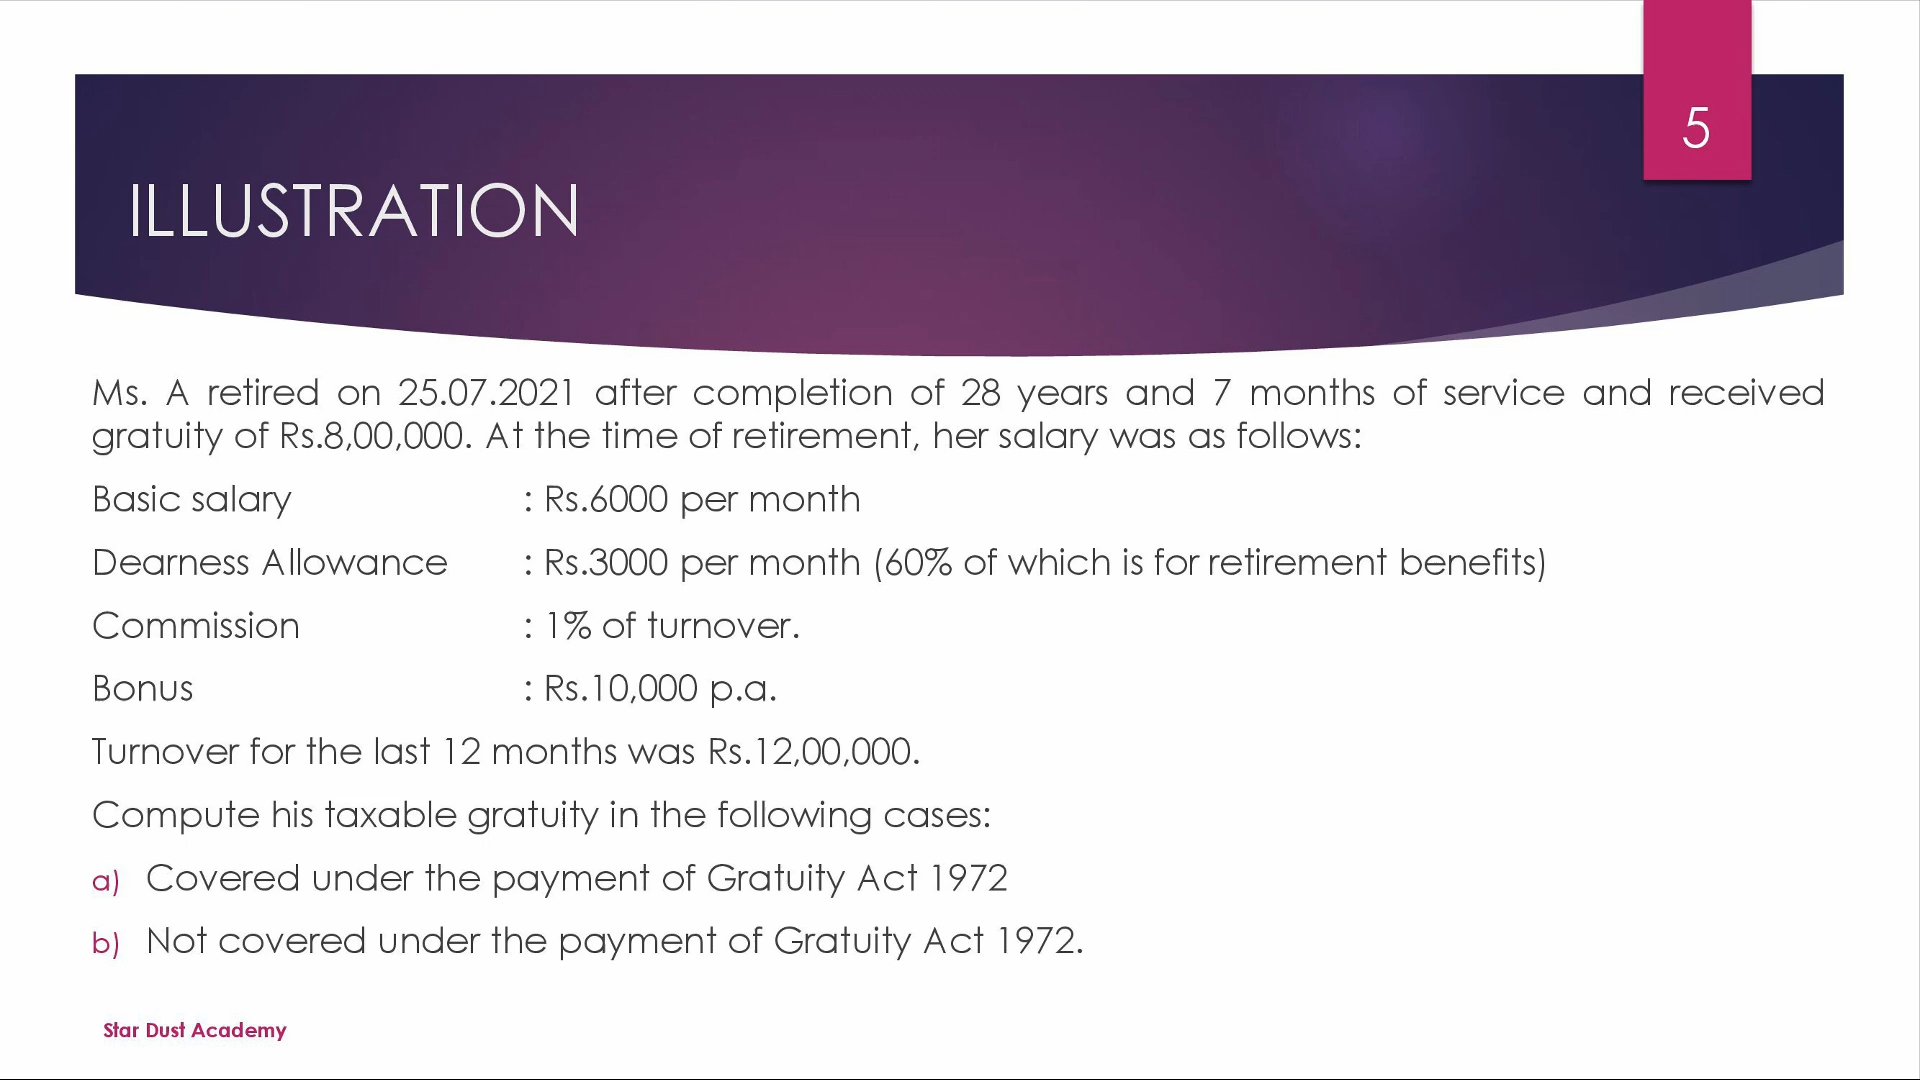 5
ILLUSTRATION
Ms. A retired on 25.07.2021 after completion of 28 years and 7 months of service and received
gratuity of Rs.8,00,000. At the time of retirement, her salary was as follows:
Basic salary : Rs.6000 per month
Dearness Allowance : Rs.3000 per month (60% of which is for retirement benefits)
Commission : 1% of turnover.
Bonus : Rs.10,000 p.a.
Turnover for the last 12 months was Rs.12,00,000.
Compute his taxable gratuity in the following cases:
a) Covered under the payment of Gratuity Act 1972
b) Not covered under the payment of Gratuity Act 1972.
Star Dust Academy